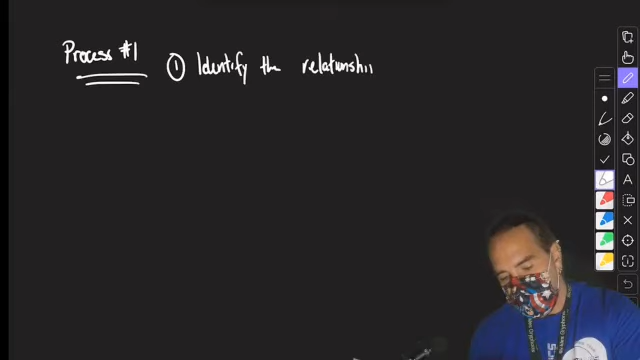 Process #1
① Identify the relationshi